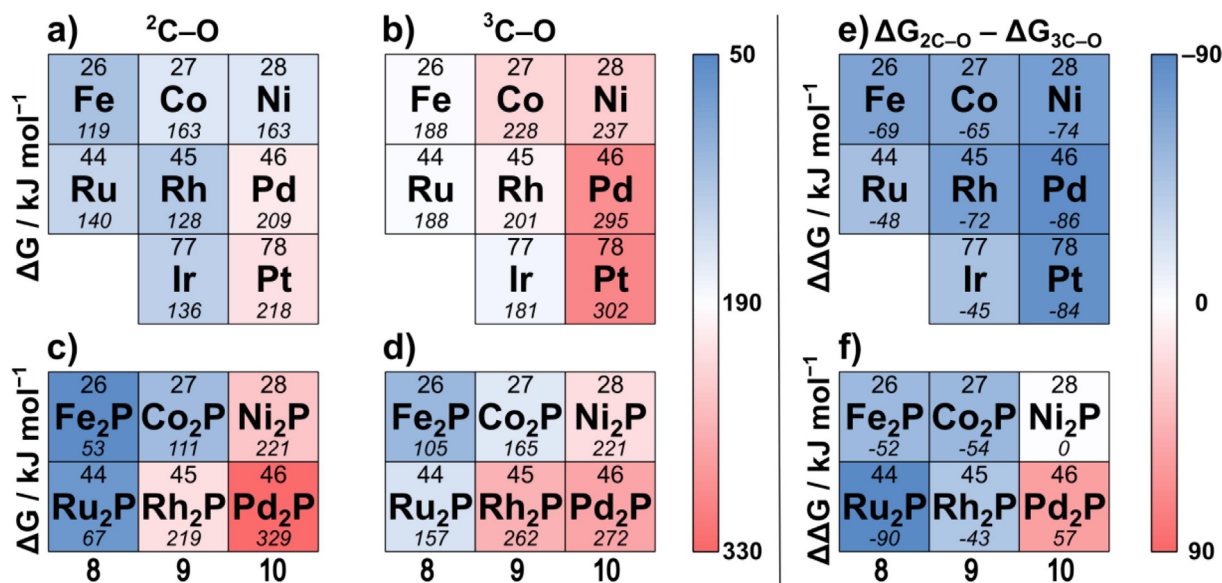 a) ²C–O b) ³C–O e) ΔG₂C–O – ΔG₃C–O
26 27 28 26 27 28 50 26 27 28 –90
Fe Co Ni Fe Co Ni Fe Co Ni
119 163 163 188 228 237 -69 -65 -74
44 45 46 44 45 46 44 45 46
Ru Rh Pd Ru Rh Pd Ru Rh Pd
140 128 209 188 201 295 -48 -72 -86
77 78 77 78 190 77 78 0
Ir Pt Ir Pt Ir Pt
136 218 181 302 -45 -84
ΔG / kJ mol⁻¹ ΔΔG / kJ mol⁻¹
c) d) f)
26 27 28 26 27 28 26 27 28
Fe₂P Co₂P Ni₂P Fe₂P Co₂P Ni₂P Fe₂P Co₂P Ni₂P
53 111 221 105 165 221 -52 -54 0
44 45 46 44 45 46 44 45 46
Ru₂P Rh₂P Pd₂P Ru₂P Rh₂P Pd₂P Ru₂P Rh₂P Pd₂P
67 219 329 157 262 272 330 -90 -43 57 90
ΔG / kJ mol⁻¹ ΔΔG / kJ mol⁻¹
8 9 10 8 9 10 8 9 10